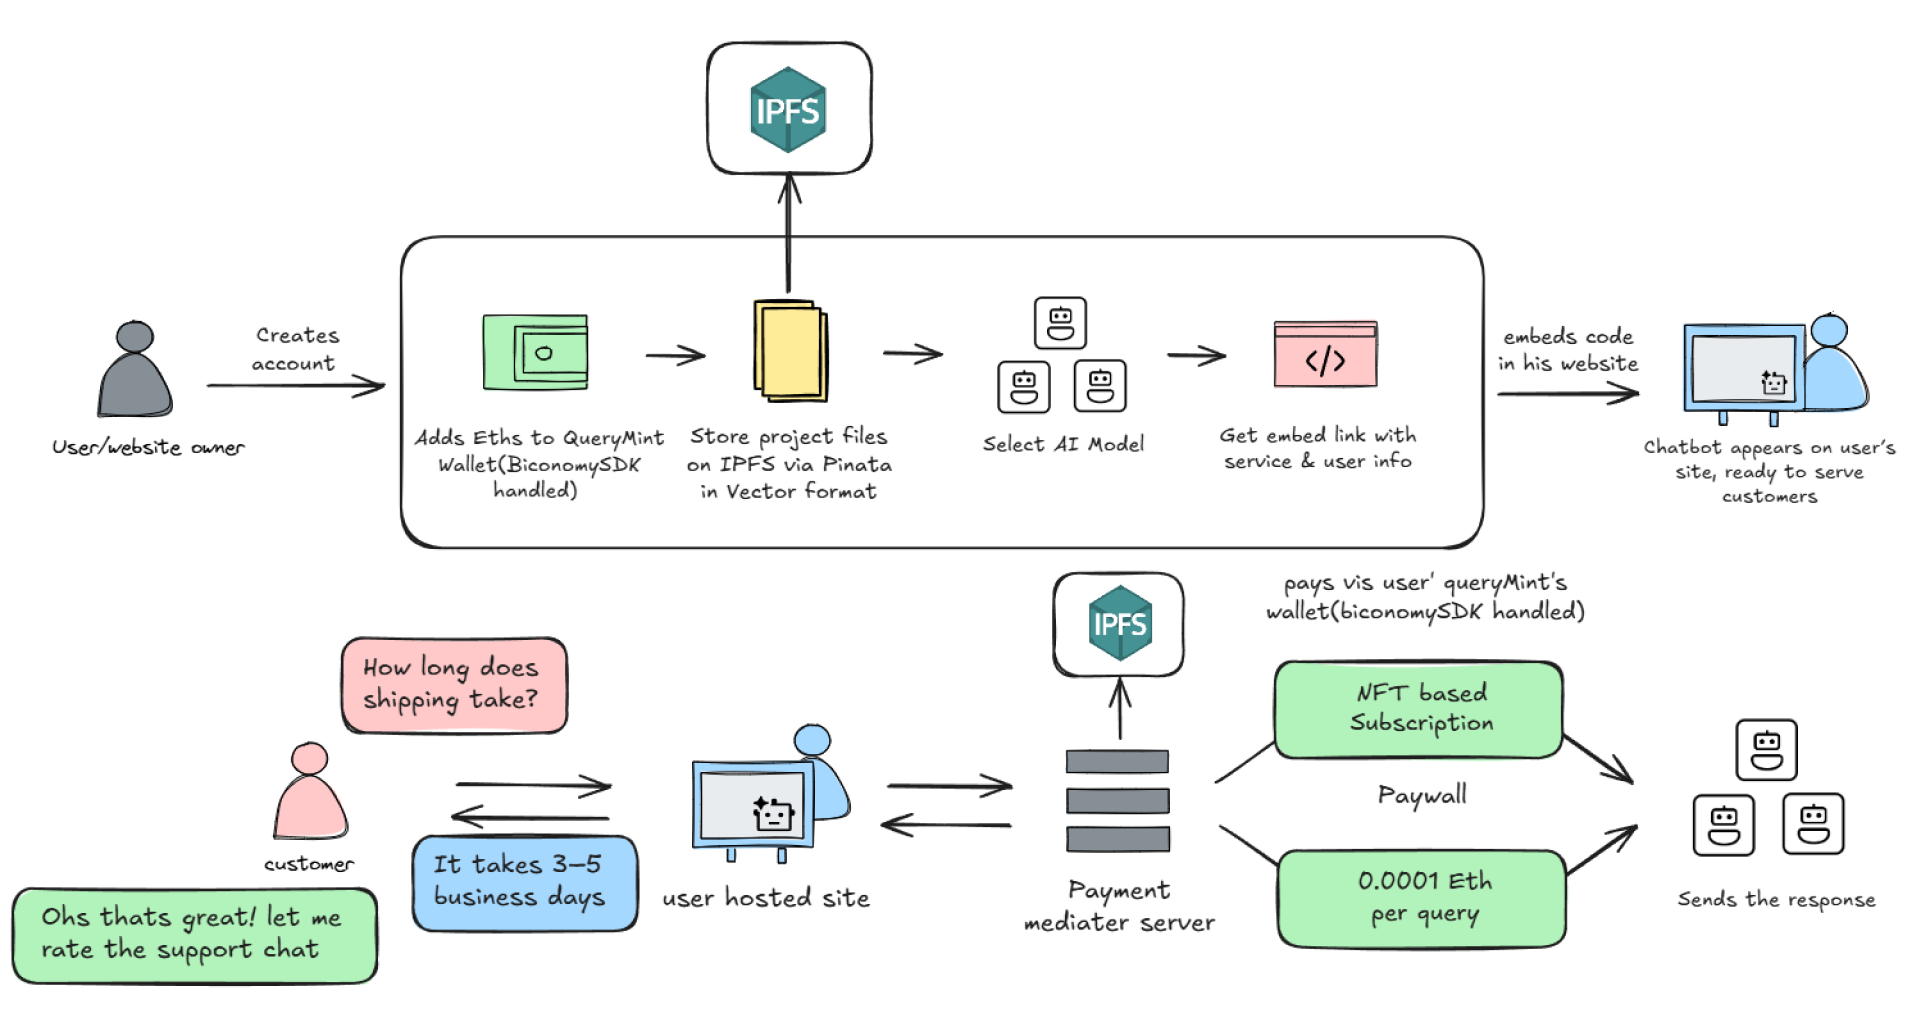 IPFS
Creates
account
User/website owner
Adds Eths to QueryMint
Wallet(BiconomySDK
handled)
Store project files
on IPFS via Pinata
in Vector format
Select AI Model
</>
Get embed link with
service & user info
embeds code
in his website
Chatbot appears on user's
site, ready to serve
customers
How long does
shipping take?
customer
It takes 3–5
business days
Ohs thats great! let me
rate the support chat
user hosted site
IPFS
Payment
mediater server
pays vis user' queryMint's
wallet(biconomySDK handled)
NFT based
Subscription
Paywall
0.0001 Eth
per query
Sends the response